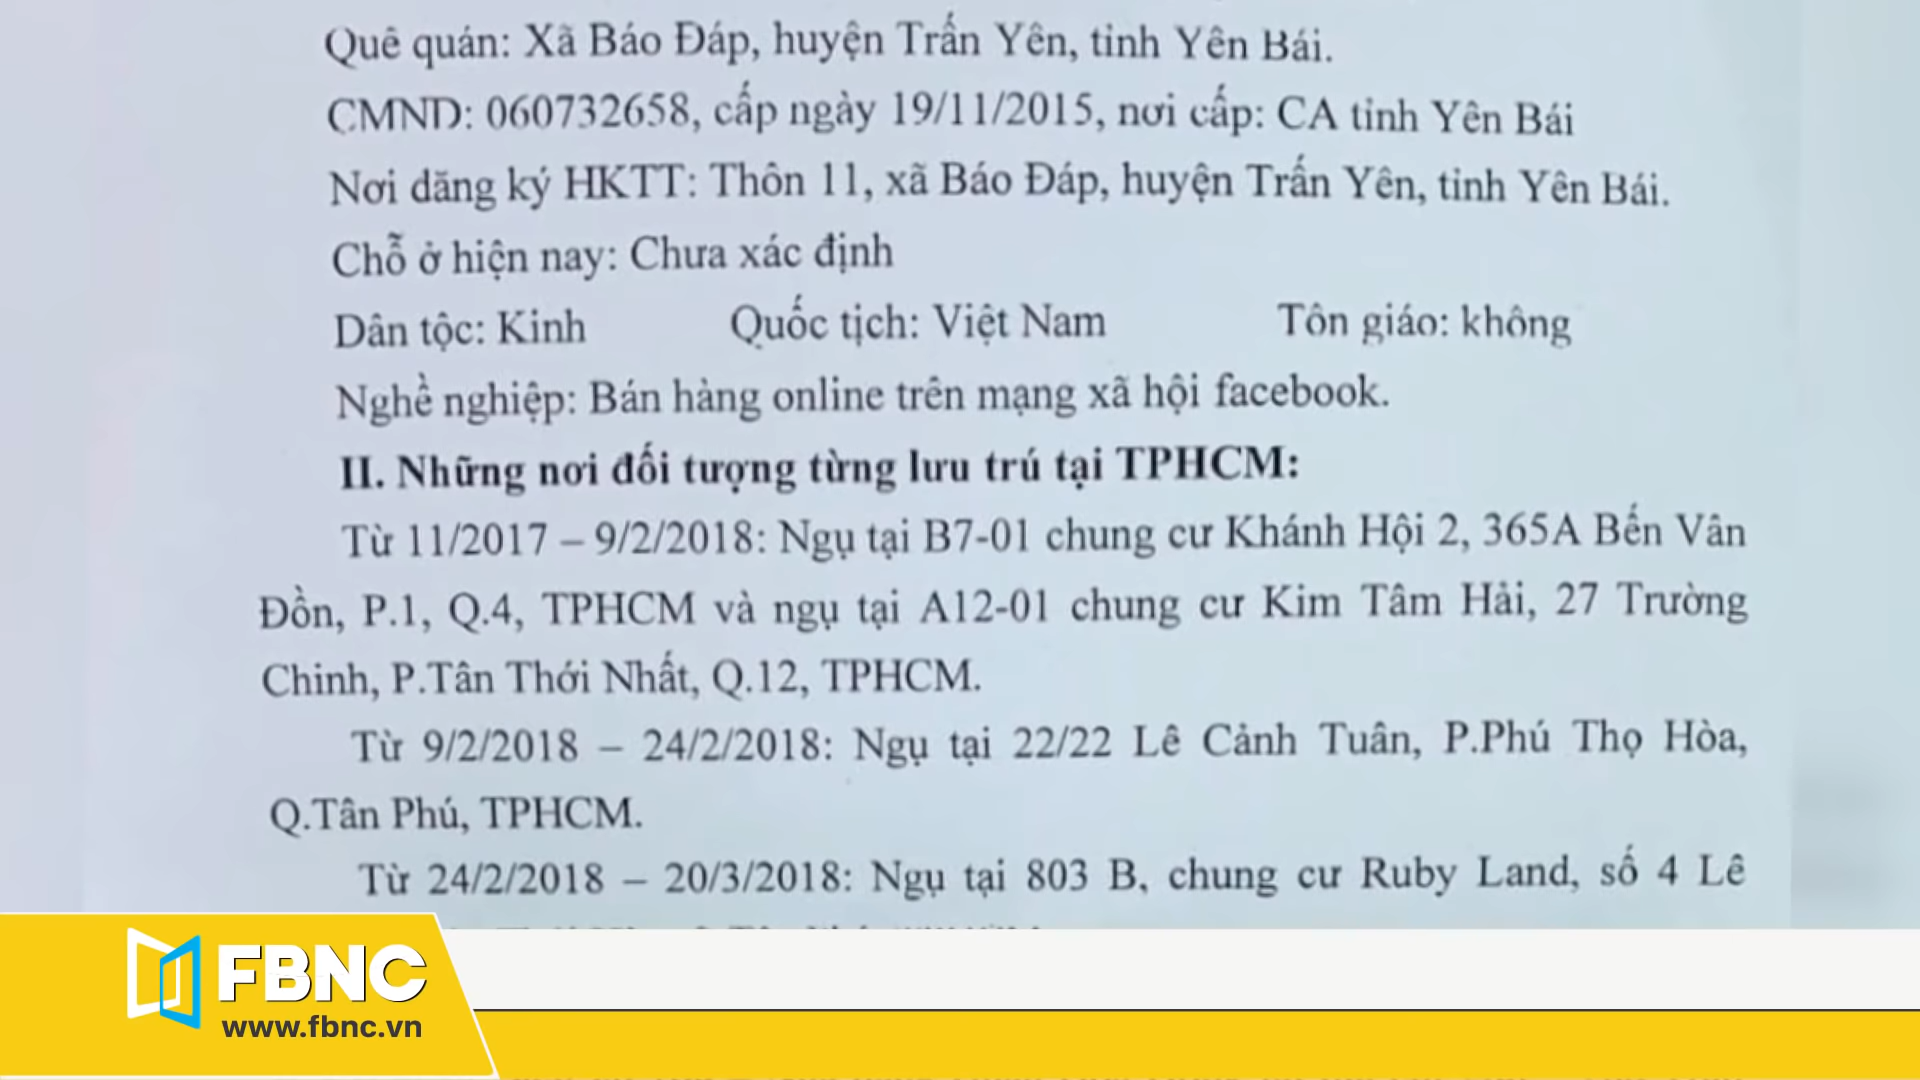 Quê quán: Xã Báo Đáp, huyện Trấn Yên, tỉnh Yên Bái.
CMND: 060732658, cấp ngày 19/11/2015, nơi cấp: CA tỉnh Yên Bái
Nơi đăng ký HKTT: Thôn 11, xã Báo Đáp, huyện Trấn Yên, tỉnh Yên Bái.
Chỗ ở hiện nay: Chưa xác định
Dân tộc: Kinh Quốc tịch: Việt Nam Tôn giáo: không
Nghề nghiệp: Bán hàng online trên mạng xã hội facebook.
II. Những nơi đối tượng từng lưu trú tại TPHCM:
Từ 11/2017 – 9/2/2018: Ngụ tại B7-01 chung cư Khánh Hội 2, 365A Bến Vân
Đồn, P.1, Q.4, TPHCM và ngụ tại A12-01 chung cư Kim Tâm Hải, 27 Trường
Chinh, P.Tân Thới Nhất, Q.12, TPHCM.
Từ 9/2/2018 – 24/2/2018: Ngụ tại 22/22 Lê Cảnh Tuân, P.Phú Thọ Hòa,
Q.Tân Phú, TPHCM.
Từ 24/2/2018 – 20/3/2018: Ngụ tại 803 B, chung cư Ruby Land, số 4 Lê
FBNC
www.fbnc.vn